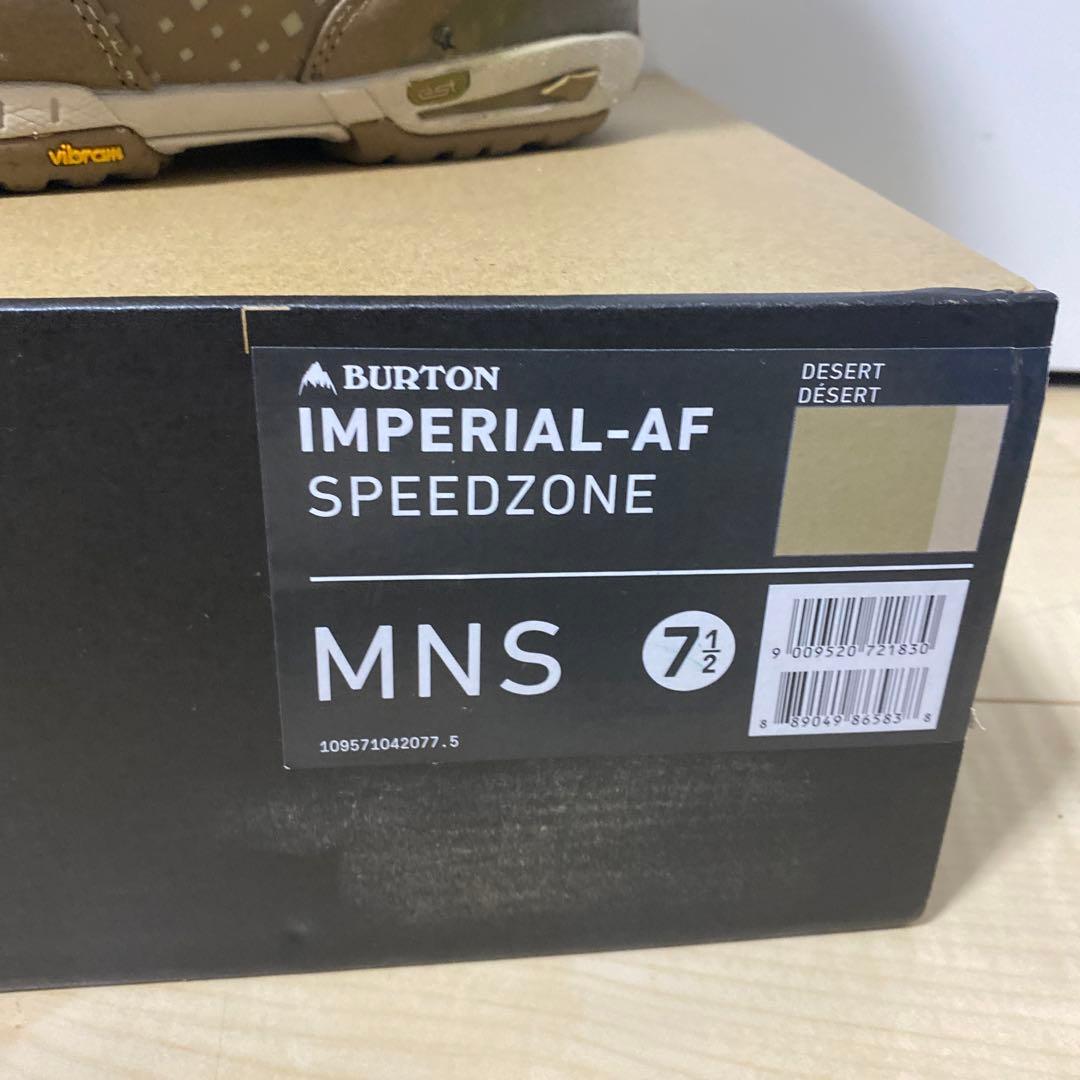 vibram
est
BURTON
IMPERIAL-AF
SPEEDZONE
DESERT
DÉSERT
MNS
7 1/2
9 009520 721830
8 89049 86583 8
109571042077.5